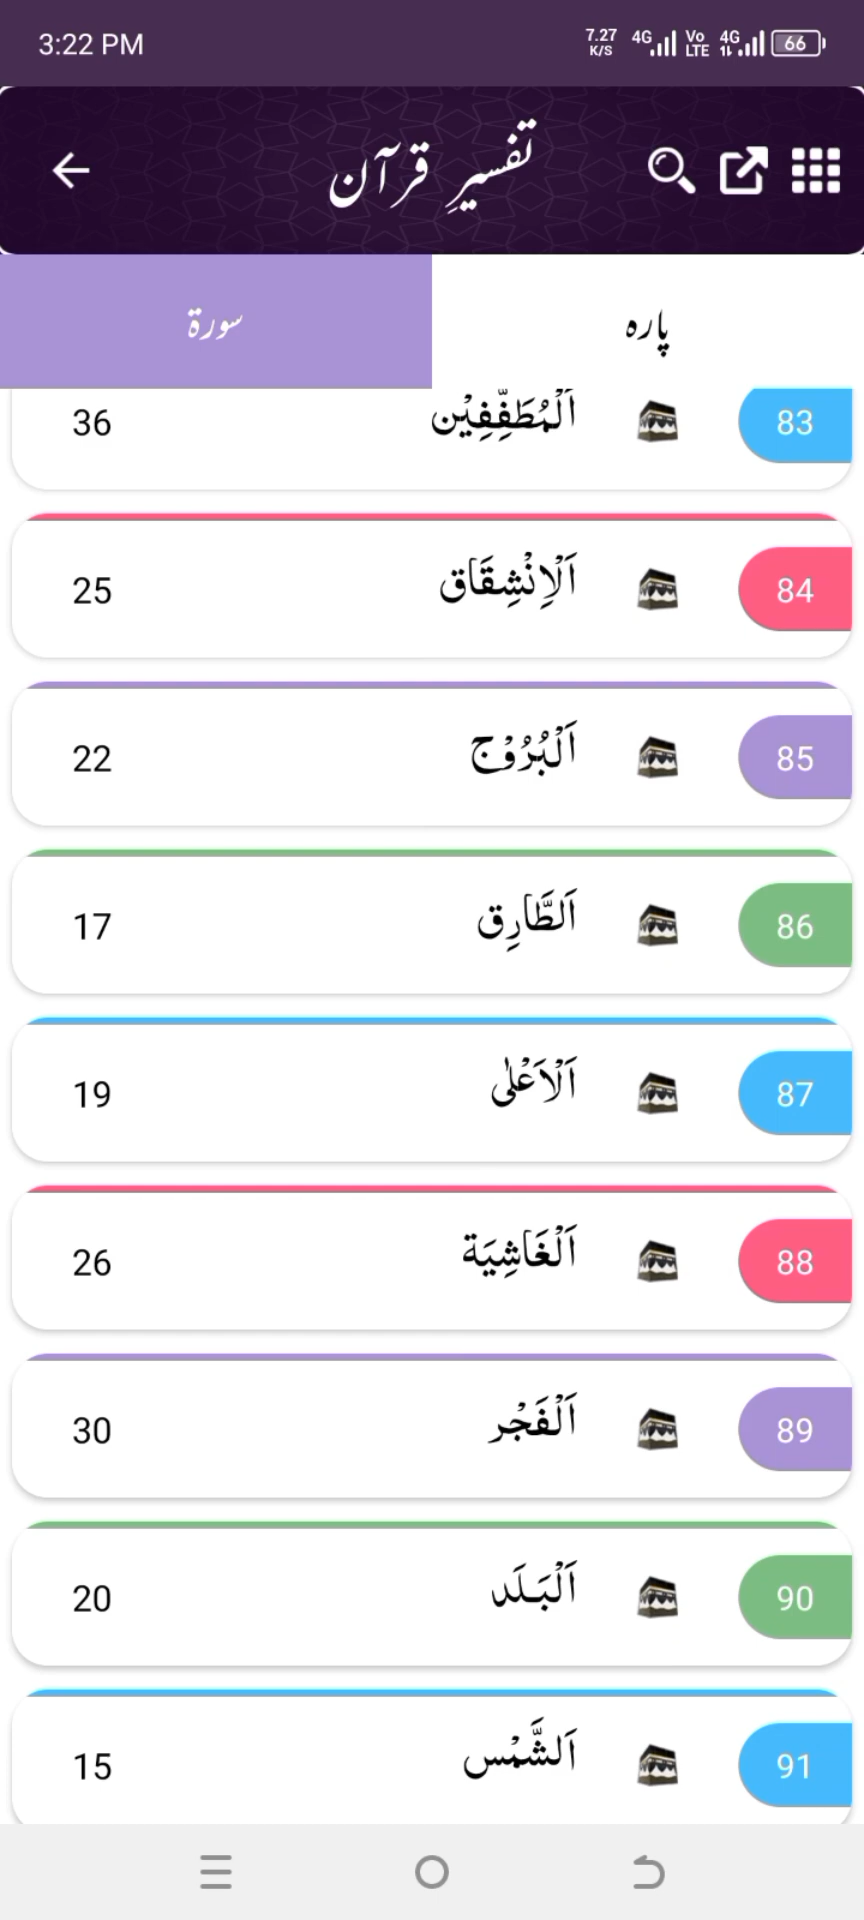 3:22 PM 7.27 K/S 4G Vo LTE 4G 66
تفسیرِ قرآن
سورۃ پارہ
36 اَلْمُطَفِّفِیْن 83
25 اَلْاِنْشِقَاق 84
22 اَلْبُرُوْج 85
17 اَلطَّارِق 86
19 اَلْاَعْلٰی 87
26 اَلْغَاشِیَة 88
30 اَلْفَجْر 89
20 اَلْبَلَد 90
15 اَلشَّمْس 91